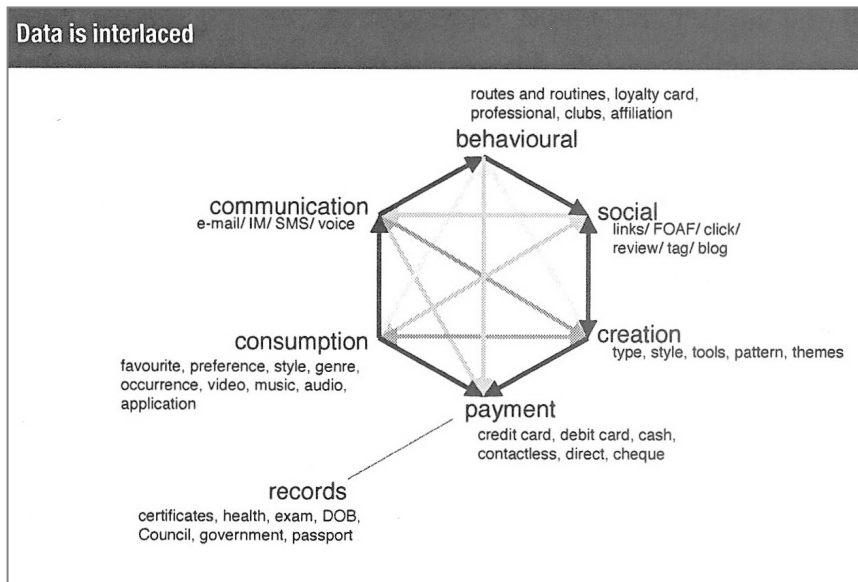 Data is interlaced
routes and routines, loyalty card,
professional, clubs, affiliation
behavioural
communication
e-mail/ IM/ SMS/ voice
social
links/ FOAF/ click/
review/ tag/ blog
consumption
favourite, preference, style, genre,
occurrence, video, music, audio,
application
creation
type, style, tools, pattern, themes
payment
credit card, debit card, cash,
contactless, direct, cheque
records
certificates, health, exam, DOB,
Council, government, passport